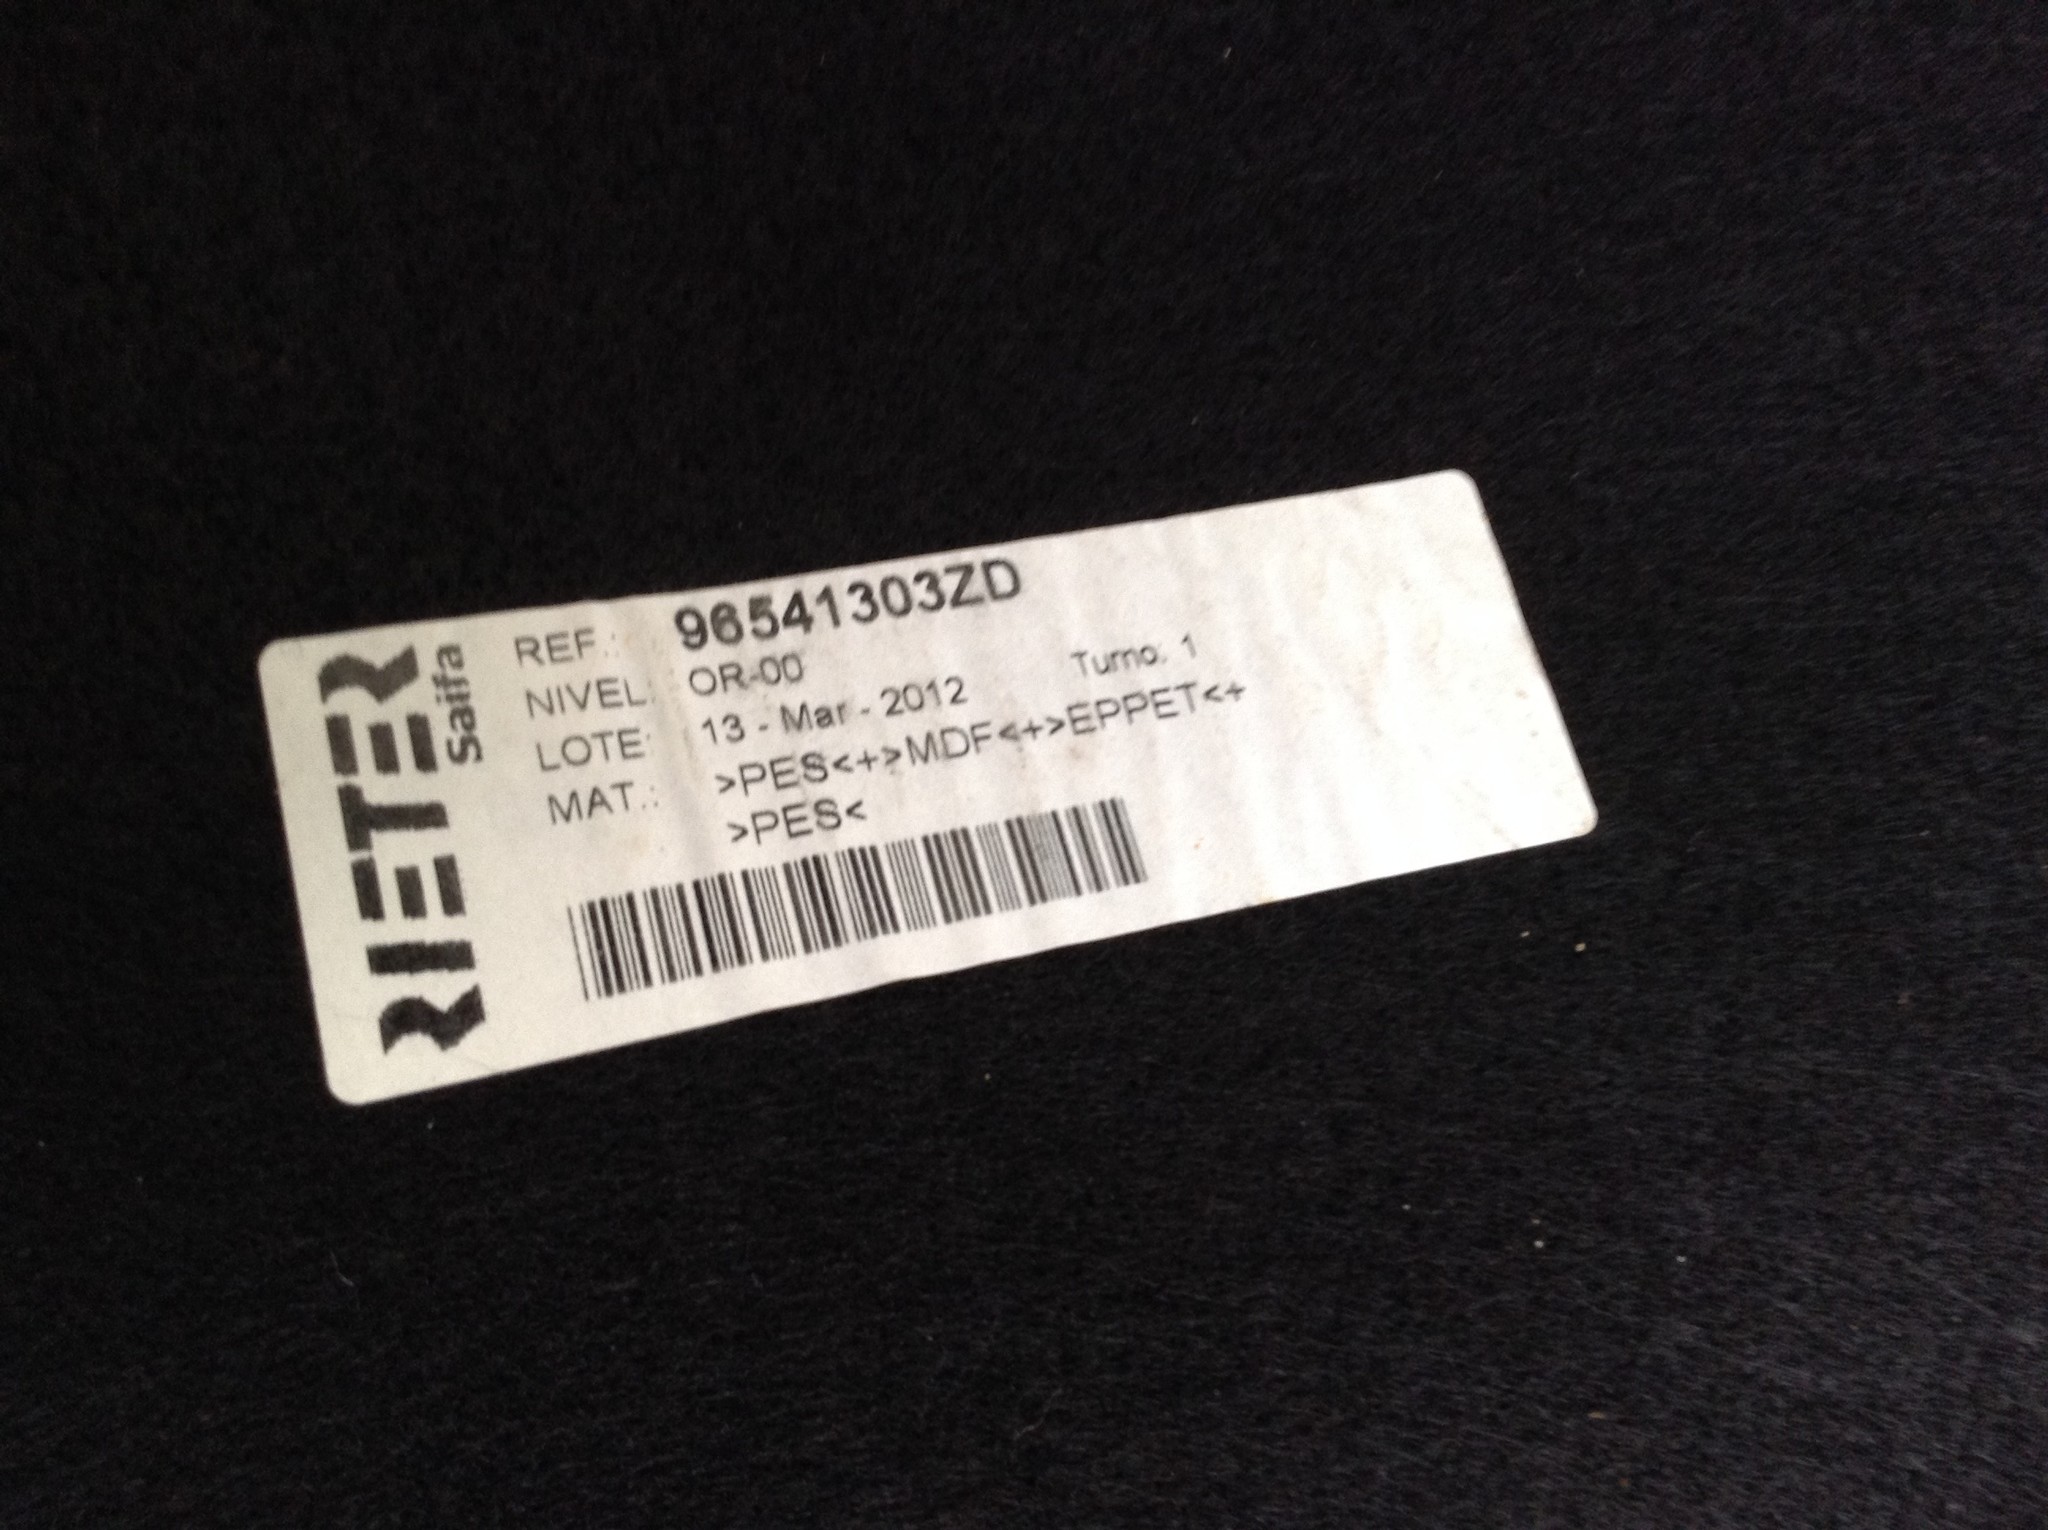 RIETER
Saifa
REF.: 96541303ZD
NIVEL: OR-00
LOTE: 13 - Mar - 2012 Turno: 1
MAT.: >PES<+>MDF<+>EPPET<+
>PES<